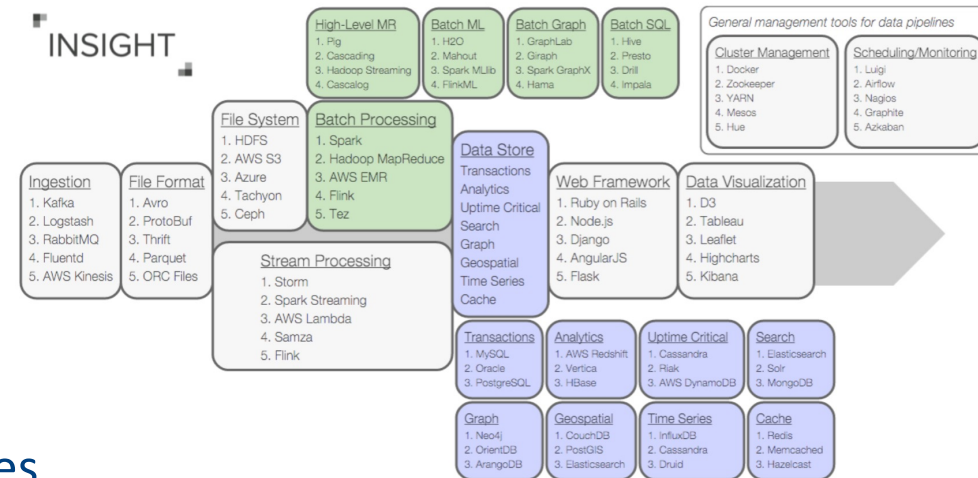 INSIGHT
High-Level MR
1. Pig
2. Cascading
3. Hadoop Streaming
4. Cascalog
Batch ML
1. H2O
2. Mahout
3. Spark MLlib
4. FlinkML
Batch Graph
1. GraphLab
2. Giraph
3. Spark GraphX
4. Hama
Batch SQL
1. Hive
2. Presto
3. Drill
4. Impala
General management tools for data pipelines
Cluster Management
1. Docker
2. Zookeeper
3. YARN
4. Mesos
5. Hue
Scheduling/Monitoring
1. Luigi
2. Airflow
3. Nagios
4. Graphite
5. Azkaban
Ingestion
1. Kafka
2. Logstash
3. RabbitMQ
4. Fluentd
5. AWS Kinesis
File Format
1. Avro
2. ProtoBuf
3. Thrift
4. Parquet
5. ORC Files
File System
1. HDFS
2. AWS S3
3. Azure
4. Tachyon
5. Ceph
Batch Processing
1. Spark
2. Hadoop MapReduce
3. AWS EMR
4. Flink
5. Tez
Stream Processing
1. Storm
2. Spark Streaming
3. AWS Lambda
4. Samza
5. Flink
Data Store
Transactions
Analytics
Uptime Critical
Search
Graph
Geospatial
Time Series
Cache
Web Framework
1. Ruby on Rails
2. Node.js
3. Django
4. AngularJS
5. Flask
Data Visualization
1. D3
2. Tableau
3. Leaflet
4. Highcharts
5. Kibana
Transactions
1. MySQL
2. Oracle
3. PostgreSQL
Analytics
1. AWS Redshift
2. Vertica
3. HBase
Uptime Critical
1. Cassandra
2. Riak
3. AWS DynamoDB
Search
1. Elasticsearch
2. Solr
3. MongoDB
Graph
1. Neo4j
2. OrientDB
3. ArangoDB
Geospatial
1. CouchDB
2. PostGIS
3. Elasticsearch
Time Series
1. InfluxDB
2. Cassandra
3. Druid
Cache
1. Redis
2. Memcached
3. Hazelcast